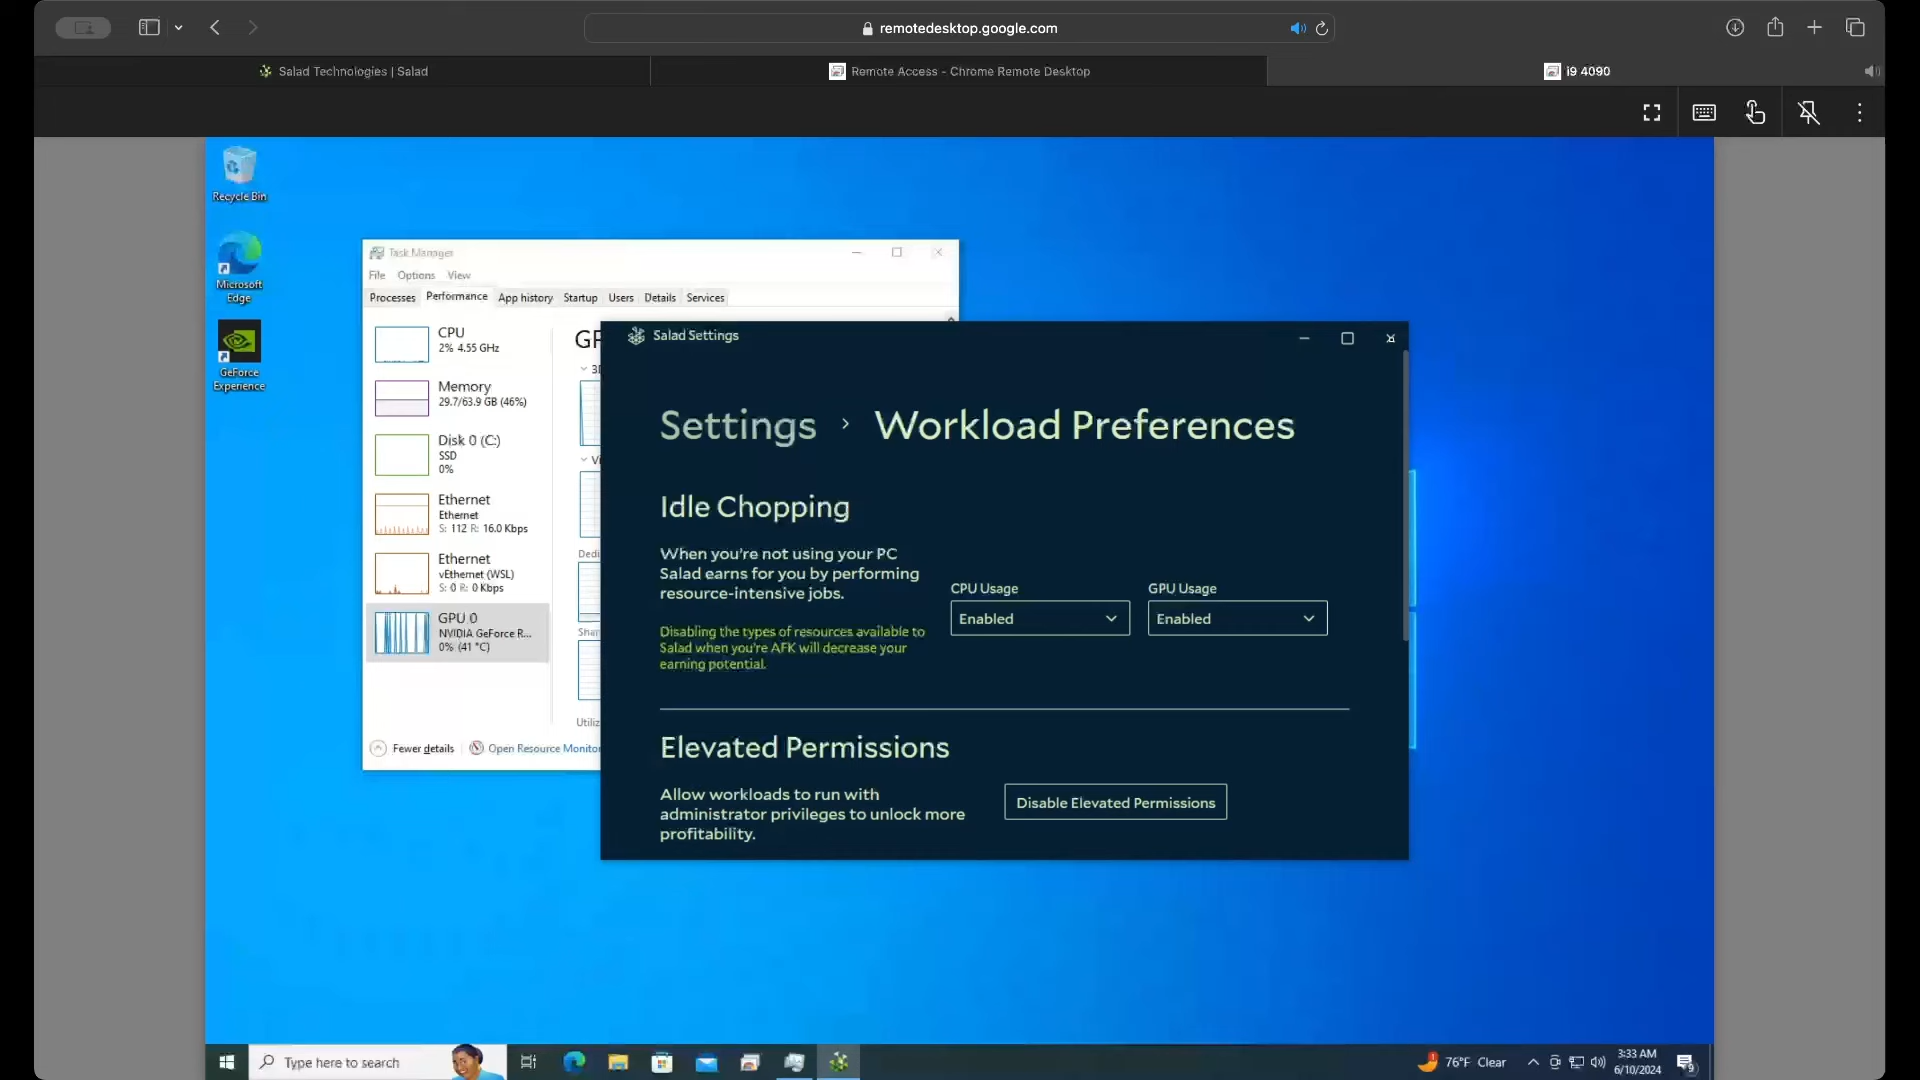 remotedesktop.google.com
Salad Technologies | Salad
Remote Access - Chrome Remote Desktop
i9 4090
Recycle Bin
Microsoft
Edge
GeForce
Experience
Task Manager
File Options View
Processes Performance App history Startup Users Details Services
CPU
2% 4.55 GHz
Memory
29.7/63.9 GB (46%)
Disk 0 (C:)
SSD
0%
Ethernet
Ethernet
S: 112 R: 16.0 Kbps
Ethernet
vEthernet (WSL)
S: 0 R: 0 Kbps
GPU 0
NVIDIA GeForce R...
0% (41 °C)
Fewer details
Open Resource Monitor
Salad Settings
Settings › Workload Preferences
Idle Chopping
When you're not using your PC
Salad earns for you by performing
resource-intensive jobs.
Disabling the types of resources available to
Salad when you're AFK will decrease your
earning potential.
CPU Usage
Enabled
GPU Usage
Enabled
Elevated Permissions
Allow workloads to run with
administrator privileges to unlock more
profitability.
Disable Elevated Permissions
Type here to search
76°F Clear
3:33 AM
6/10/2024